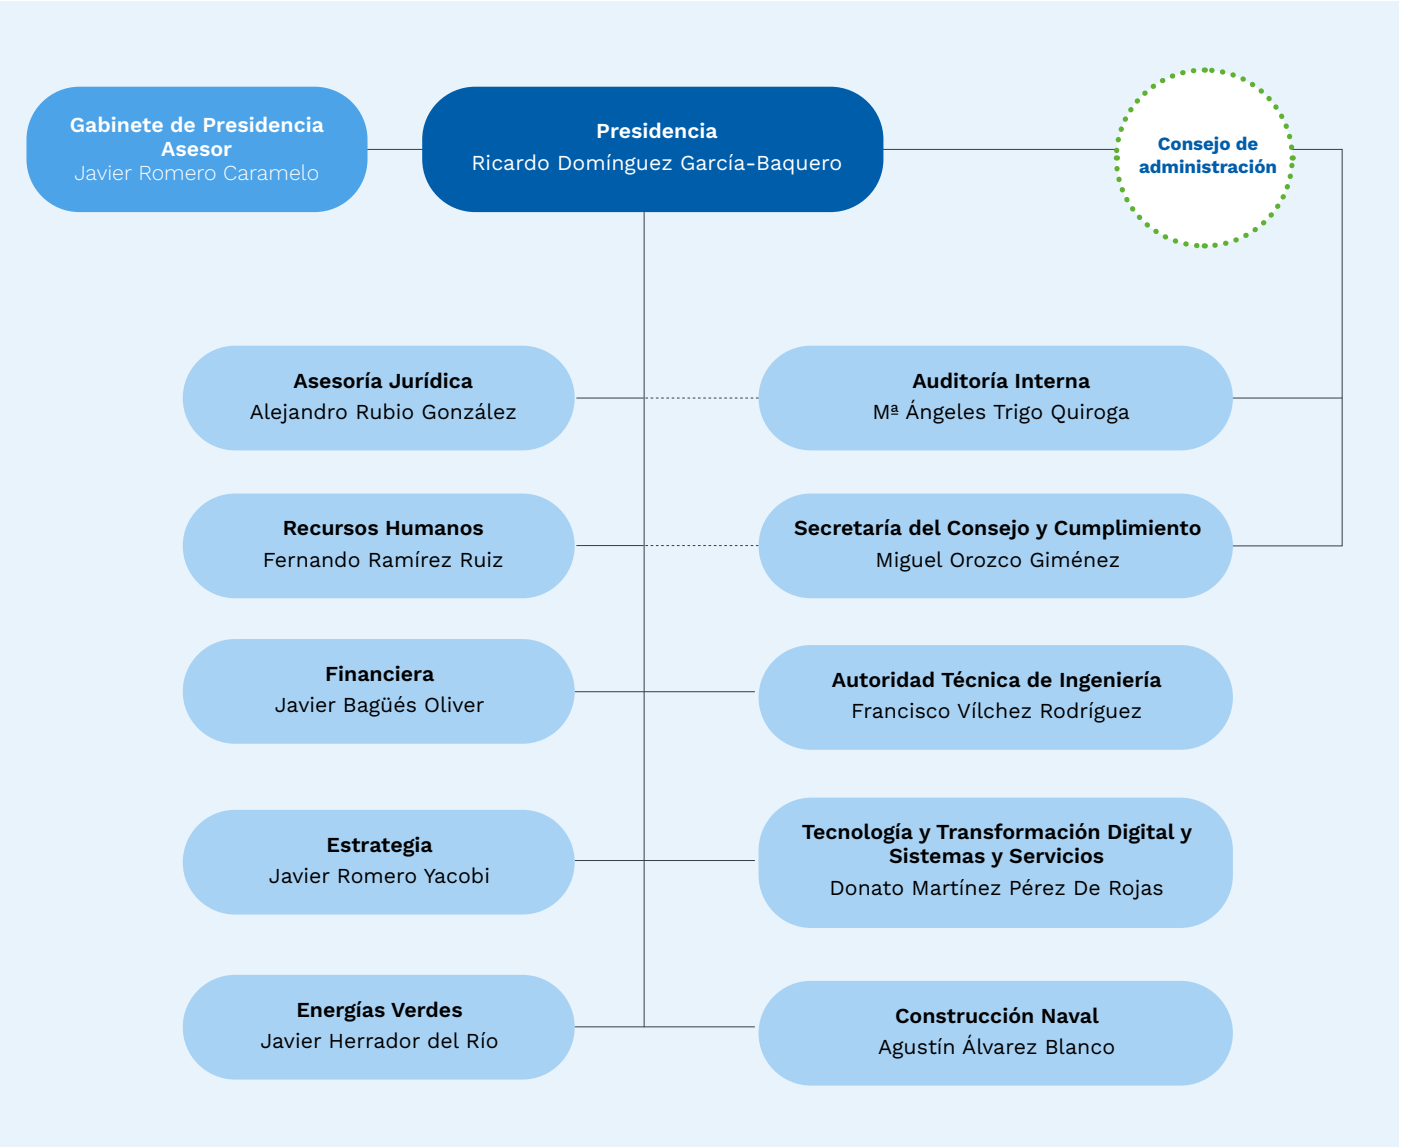 Gabinete de Presidencia
Asesor
Javier Romero Caramelo
Presidencia
Ricardo Domínguez García-Baquero
Consejo de
administración
Asesoría Jurídica
Alejandro Rubio González
Auditoría Interna
Mª Ángeles Trigo Quiroga
Recursos Humanos
Fernando Ramírez Ruiz
Secretaría del Consejo y Cumplimiento
Miguel Orozco Giménez
Financiera
Javier Bagüés Oliver
Autoridad Técnica de Ingeniería
Francisco Vílchez Rodríguez
Estrategia
Javier Romero Yacobi
Tecnología y Transformación Digital y
Sistemas y Servicios
Donato Martínez Pérez De Rojas
Energías Verdes
Javier Herrador del Río
Construcción Naval
Agustín Álvarez Blanco